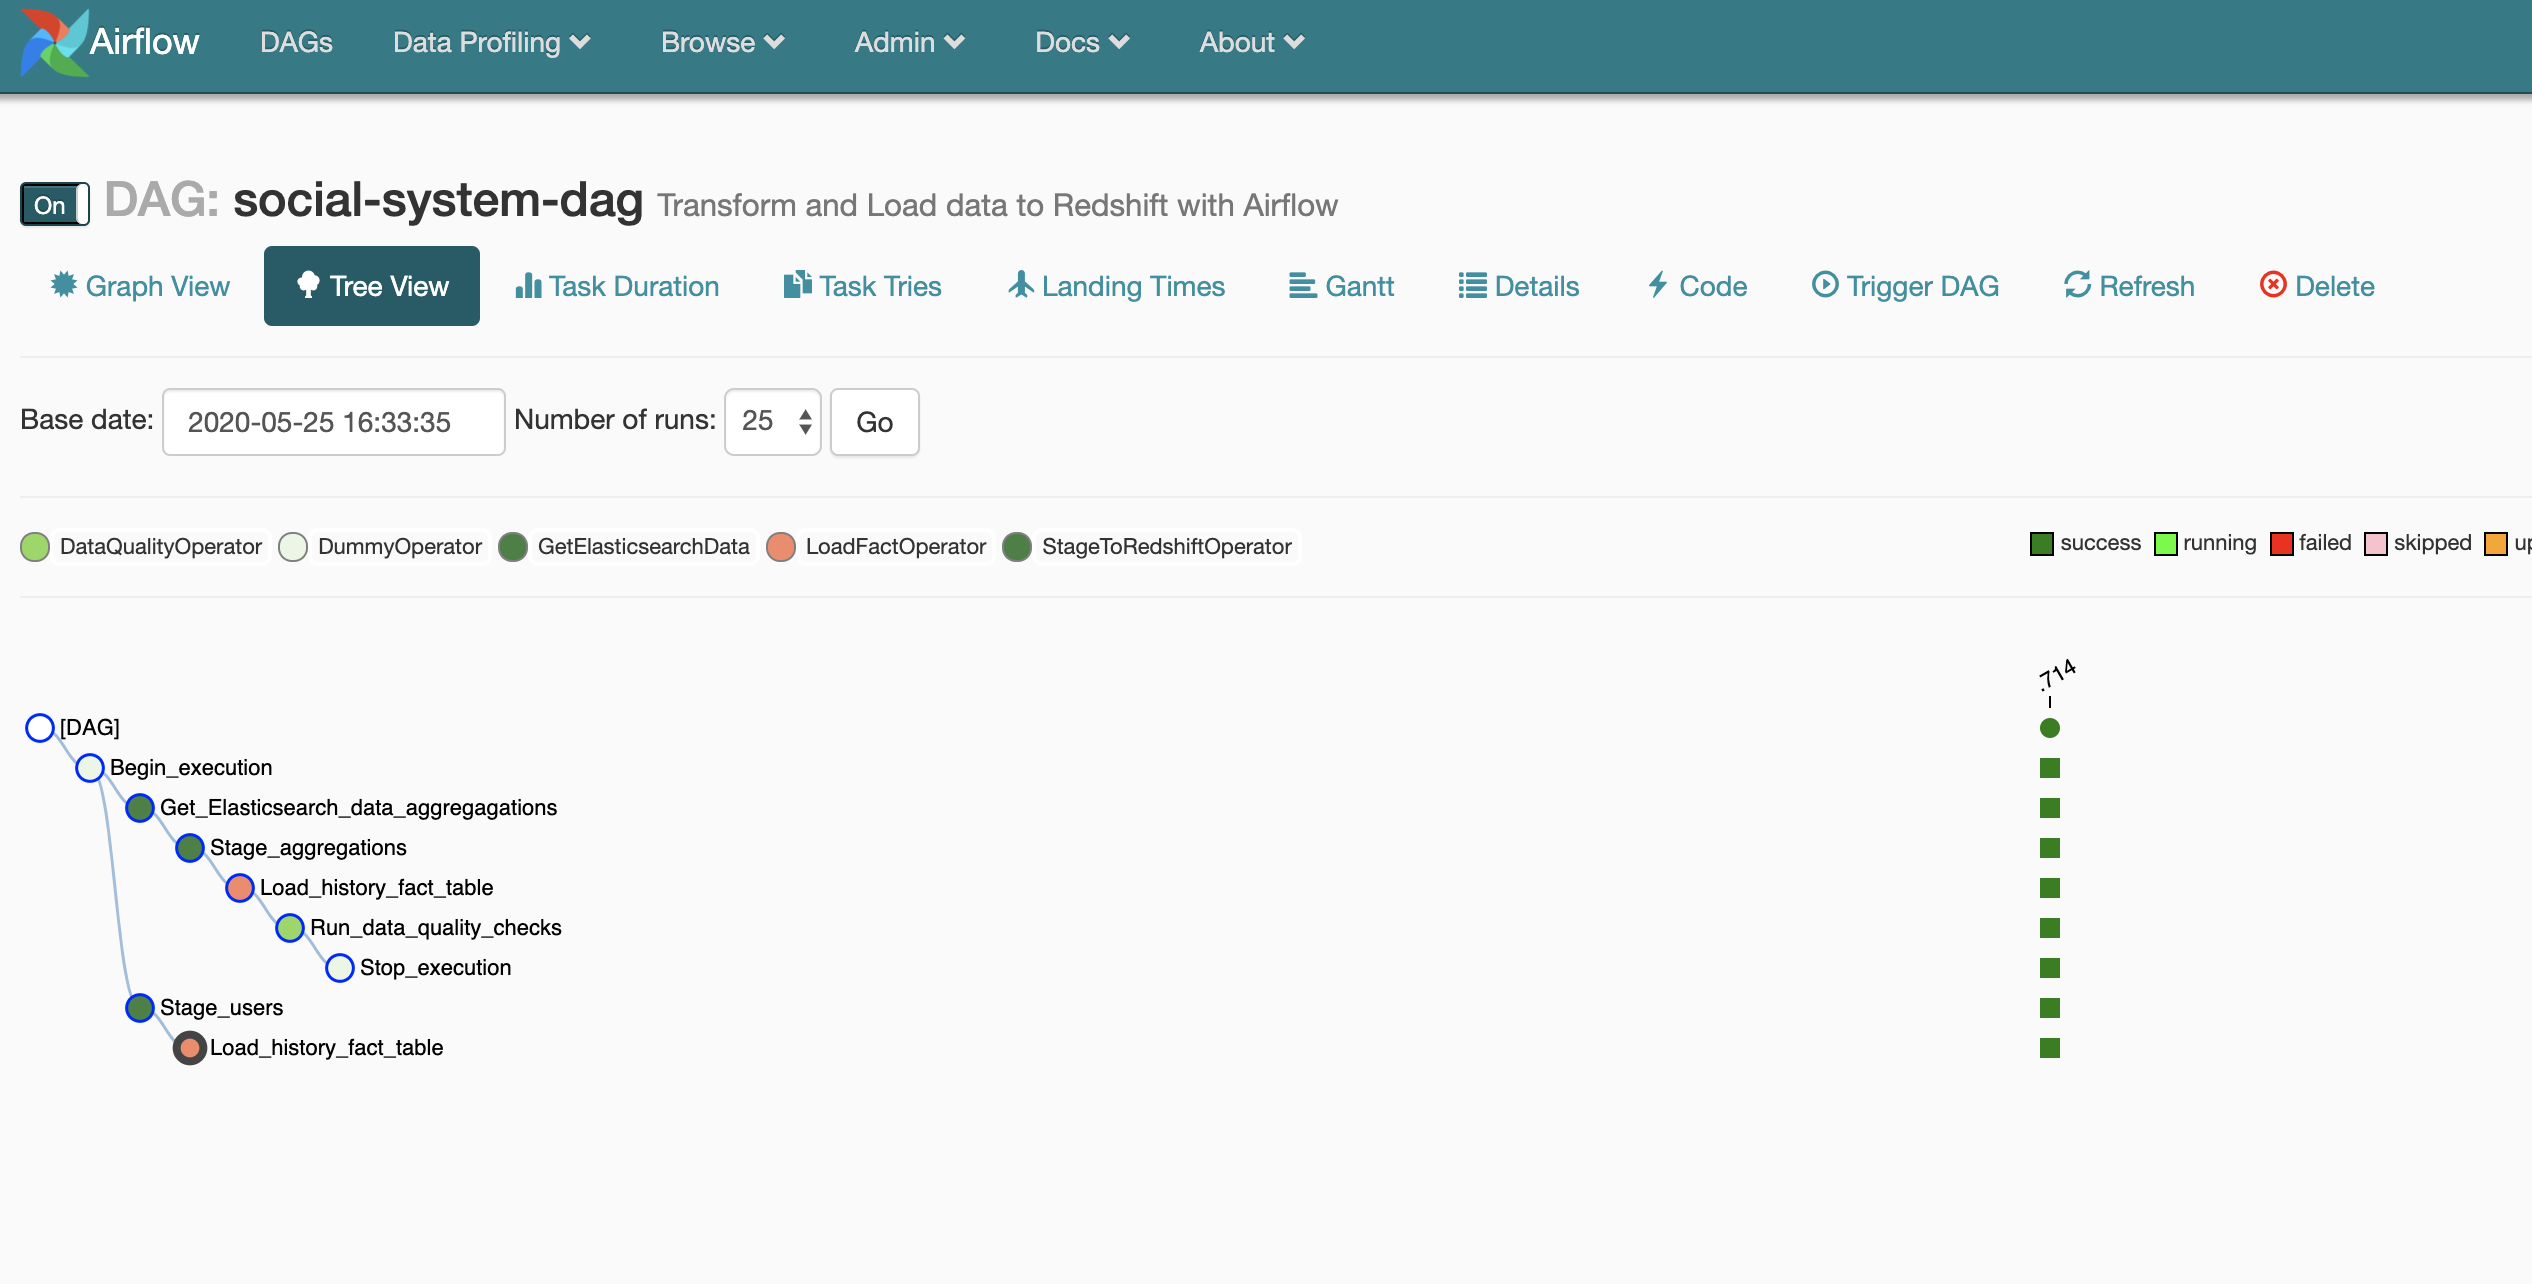 Airflow DAGs Data Profiling Browse Admin Docs About
On DAG: social-system-dag Transform and Load data to Redshift with Airflow
Graph View Tree View Task Duration Task Tries Landing Times Gantt Details Code Trigger DAG Refresh Delete
Base date: 2020-05-25 16:33:35 Number of runs: 25 Go
DataQualityOperator DummyOperator GetElasticsearchData LoadFactOperator StageToRedshiftOperator success running failed skipped up
.714
[DAG]
Begin_execution
Get_Elasticsearch_data_aggregagations
Stage_aggregations
Load_history_fact_table
Run_data_quality_checks
Stop_execution
Stage_users
Load_history_fact_table